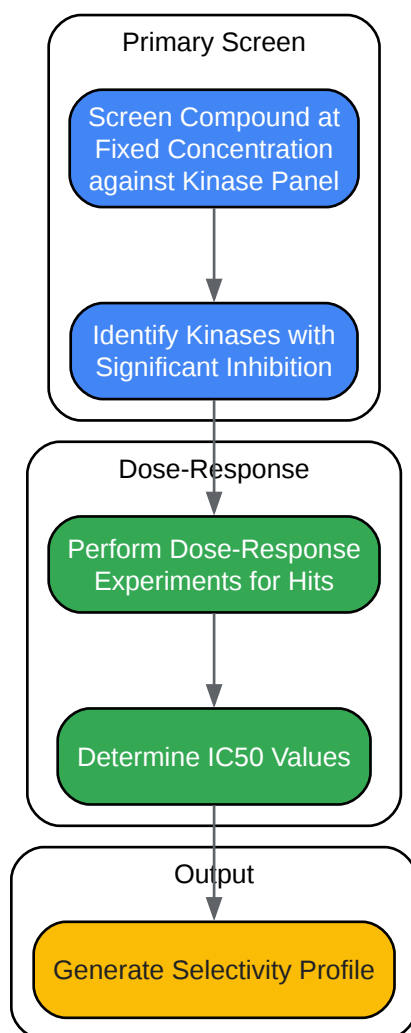 Primary Screen
Screen Compound at
Fixed Concentration
against Kinase Panel
Identify Kinases with
Significant Inhibition
Dose-Response
Perform Dose-Response
Experiments for Hits
Determine IC50 Values
Output
Generate Selectivity Profile